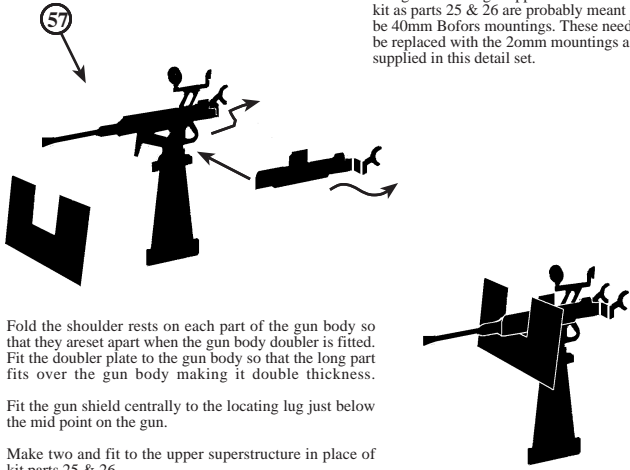 57
kit as parts 25 & 26 are probably meant
be 40mm Bofors mountings. These need
be replaced with the 2omm mountings a
supplied in this detail set.
Fold the shoulder rests on each part of the gun body so
that they areset apart when the gun body doubler is fitted.
Fit the doubler plate to the gun body so that the long part
fits over the gun body making it double thickness.
Fit the gun shield centrally to the locating lug just below
the mid point on the gun.
Make two and fit to the upper superstructure in place of
kit parts 25 & 26